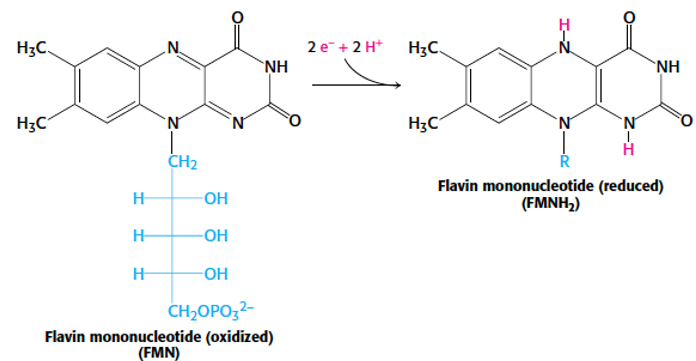 O
H
O
H₃C
N
2 e⁻ + 2 H⁺
H₃C
N
NH
NH
H₃C
N
N
O
H₃C
N
N
O
CH₂
R
H
H
OH
Flavin mononucleotide (reduced)
(FMNH₂)
H
OH
H
OH
CH₂OPO₃²⁻
Flavin mononucleotide (oxidized)
(FMN)